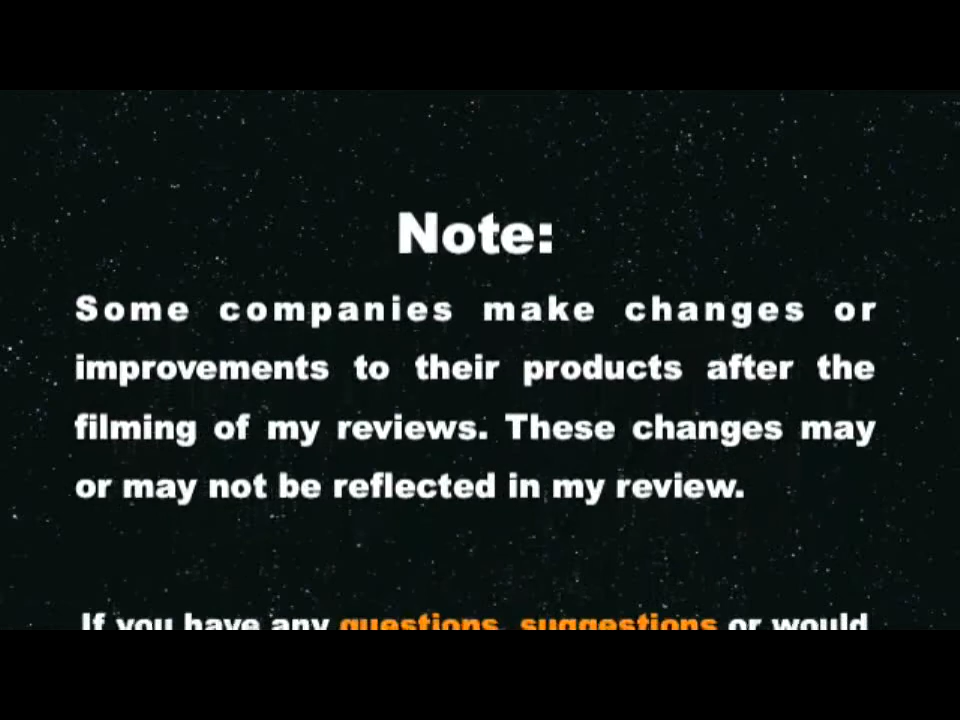 Note:
Some companies make changes or
improvements to their products after the
filming of my reviews. These changes may
or may not be reflected in my review.
If you have any questions, suggestions or would